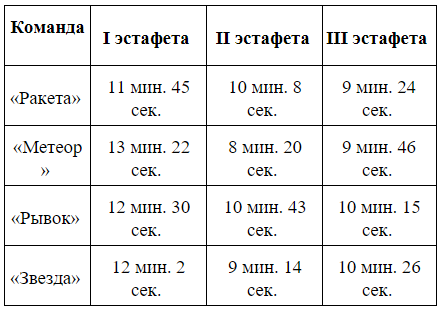 Команда I эстафета II эстафета III эстафета
«Ракета» 11 мин. 45 сек. 10 мин. 8 сек. 9 мин. 24 сек.
«Метеор» 13 мин. 22 сек. 8 мин. 20 сек. 9 мин. 46 сек.
«Рывок» 12 мин. 30 сек. 10 мин. 43 сек. 10 мин. 15 сек.
«Звезда» 12 мин. 2 сек. 9 мин. 14 сек. 10 мин. 26 сек.